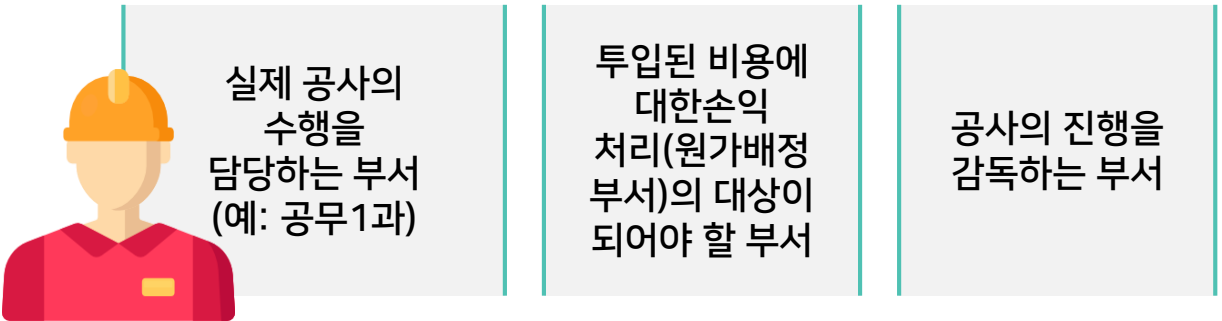 실제 공사의
수행을
담당하는 부서
(예: 공무1과)
투입된 비용에
대한손익
처리(원가배정
부서)의 대상이
되어야 할 부서
공사의 진행을
감독하는 부서